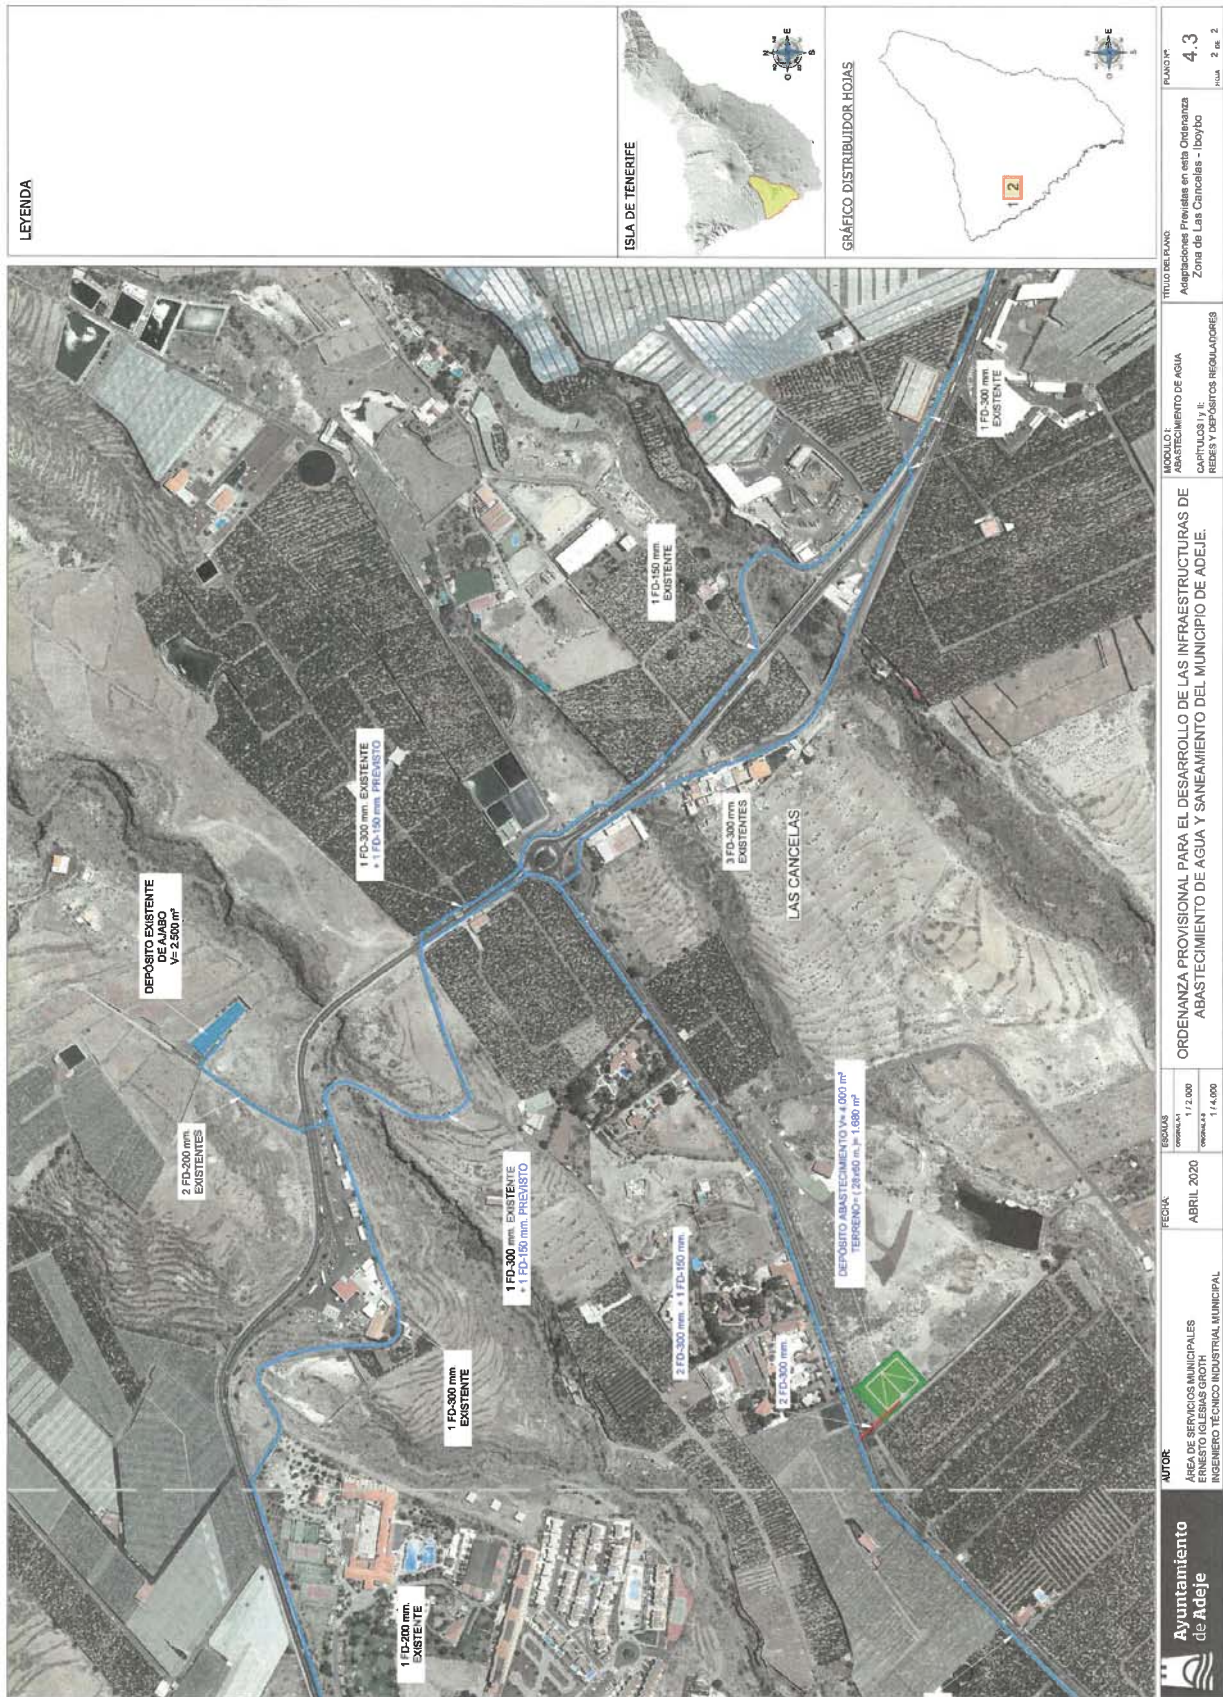 LEYENDA
ISLA DE TENERIFE
N
E
S
O
GRÁFICO DISTRIBUIDOR HOJAS
N
E
S
O
1 2
DEPÓSITO EXISTENTE
DE AJABO
V= 2.500 m³
2 FD-200 mm.
EXISTENTES
1 FD-300 mm. EXISTENTE
+ 1 FD-150 mm. PREVISTO
1 FD-150 mm.
EXISTENTE
1 FD-300 mm.
EXISTENTE
3 FD-300 mm.
EXISTENTES
LAS CANCELAS
1 FD-300 mm. EXISTENTE
+ 1 FD-150 mm. PREVISTO
1 FD-300 mm.
EXISTENTE
1 FD-200 mm.
EXISTENTE
2 FD-300 mm. + 1 FD-150 mm.
2 FD-300 mm.
DEPÓSITO ABASTECIMIENTO V= 4.000 m³
TERRENO= ( 28x60 m.)= 1.680 m²
Ayuntamiento
de Adeje
AUTOR:
ÁREA DE SERVICIOS MUNICIPALES
ERNESTO IGLESIAS GROTH
INGENIERO TÉCNICO INDUSTRIAL MUNICIPAL
FECHA:
ABRIL 2020
ESCALAS
ORIGINAL A-1
1 / 2.000
ORIGINAL A-3
1 / 4.000
ORDENANZA PROVISIONAL PARA EL DESARROLLO DE LAS INFRAESTRUCTURAS DE
ABASTECIMIENTO DE AGUA Y SANEAMIENTO DEL MUNICIPIO DE ADEJE.
MODULO I:
ABASTECIMIENTO DE AGUA
CAPÍTULOS I y II:
REDES Y DEPÓSITOS REGULADORES
TÍTULO DEL PLANO:
Adaptaciones Previstas en esta Ordenanza
Zona de Las Cancelas - Iboybo
PLANO Nº:
4.3
HOJA 2 DE 2